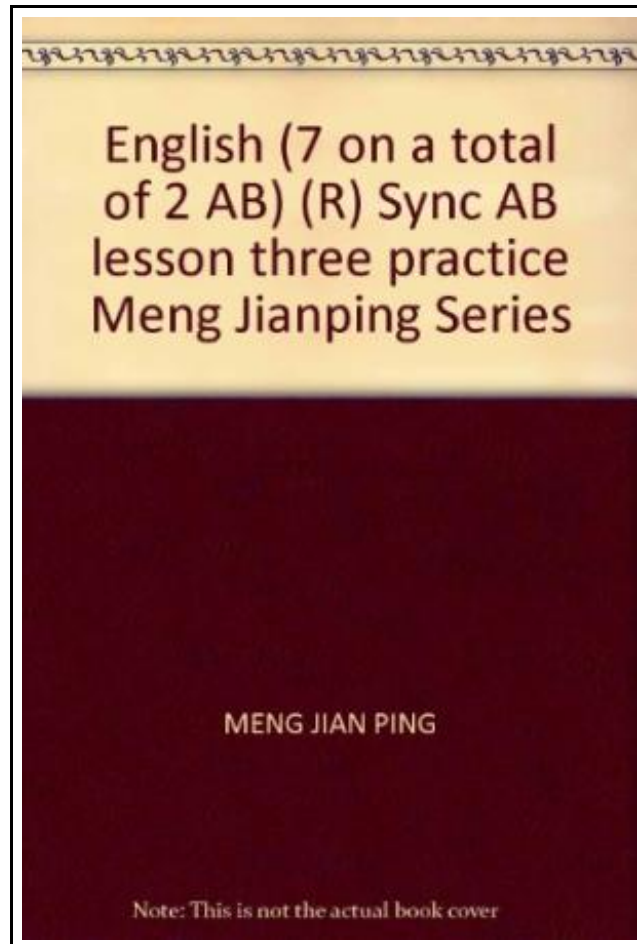 English (7 on a total
of 2 AB) (R) Sync AB
lesson three practice
Meng Jianping Series
MENG JIAN PING
Note: This is not the actual book cover